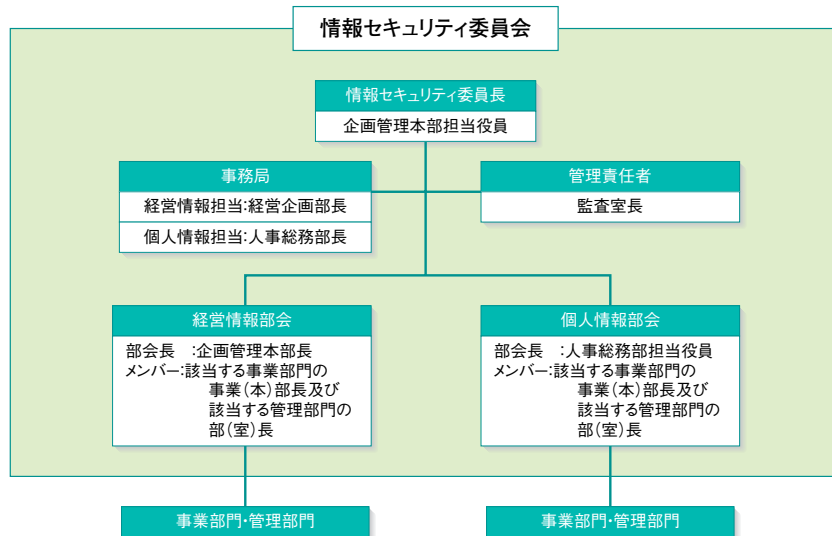 情報セキュリティ委員会
情報セキュリティ委員長
企画管理本部担当役員
事務局
経営情報担当:経営企画部長
個人情報担当:人事総務部長
管理責任者
監査室長
経営情報部会
部会長　:企画管理本部長
メンバー:該当する事業部門の
事業(本)部長及び
該当する管理部門の
部(室)長
個人情報部会
部会長　:人事総務部担当役員
メンバー:該当する事業部門の
事業(本)部長及び
該当する管理部門の
部(室)長
事業部門・管理部門
事業部門・管理部門